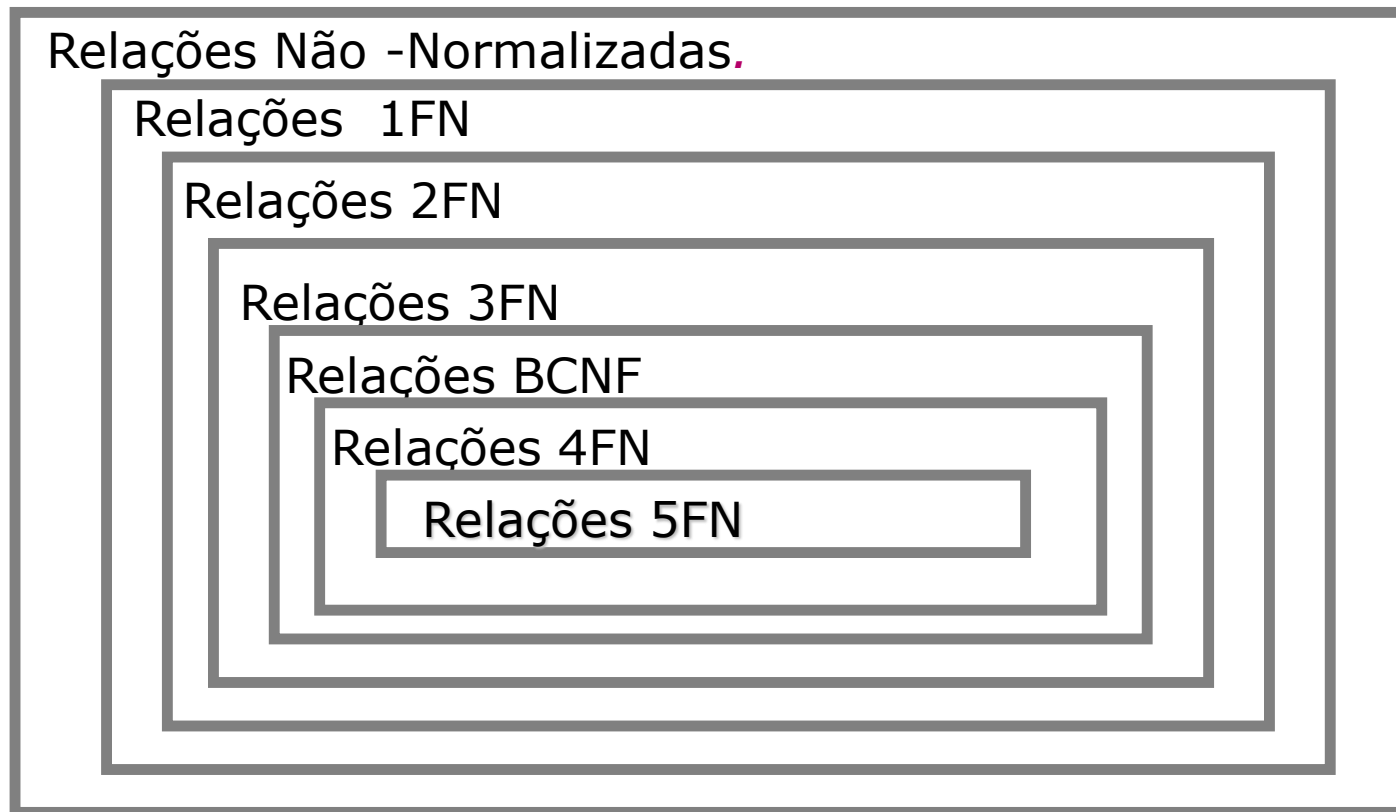 Relações Não -Normalizadas.
Relações 1FN
Relações 2FN
Relações 3FN
Relações BCNF
Relações 4FN
Relações 5FN